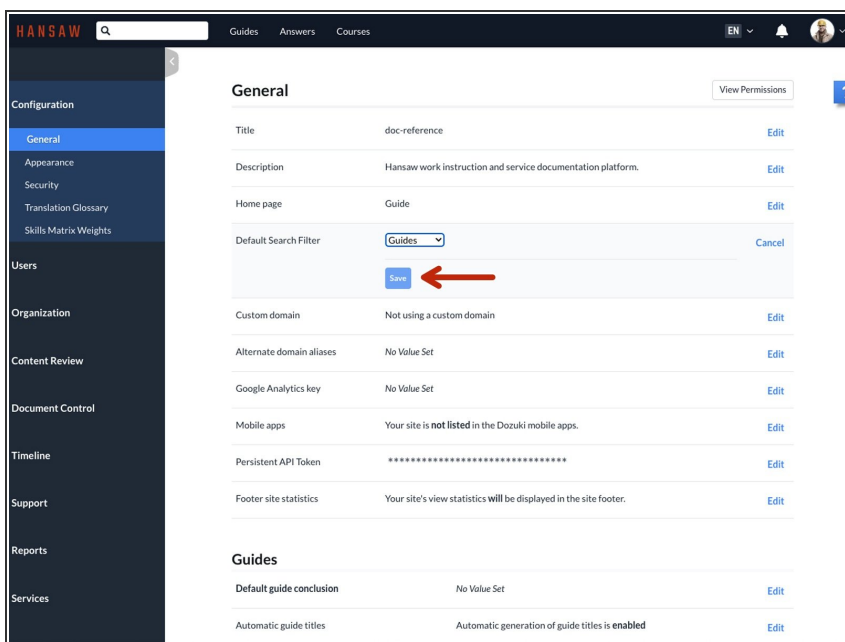 HANSAW
Guides Answers Courses
EN
Configuration
General
Appearance
Security
Translation Glossary
Skills Matrix Weights
Users
Organization
Content Review
Document Control
Timeline
Support
Reports
Services
General
View Permissions
Title doc-reference Edit
Description Hansaw work instruction and service documentation platform. Edit
Home page Guide Edit
Default Search Filter Guides Cancel
Save
Custom domain Not using a custom domain Edit
Alternate domain aliases No Value Set Edit
Google Analytics key No Value Set Edit
Mobile apps Your site is not listed in the Dozuki mobile apps. Edit
Persistent API Token ******************************** Edit
Footer site statistics Your site's view statistics will be displayed in the site footer. Edit
Guides
Default guide conclusion No Value Set Edit
Automatic guide titles Automatic generation of guide titles is enabled Edit